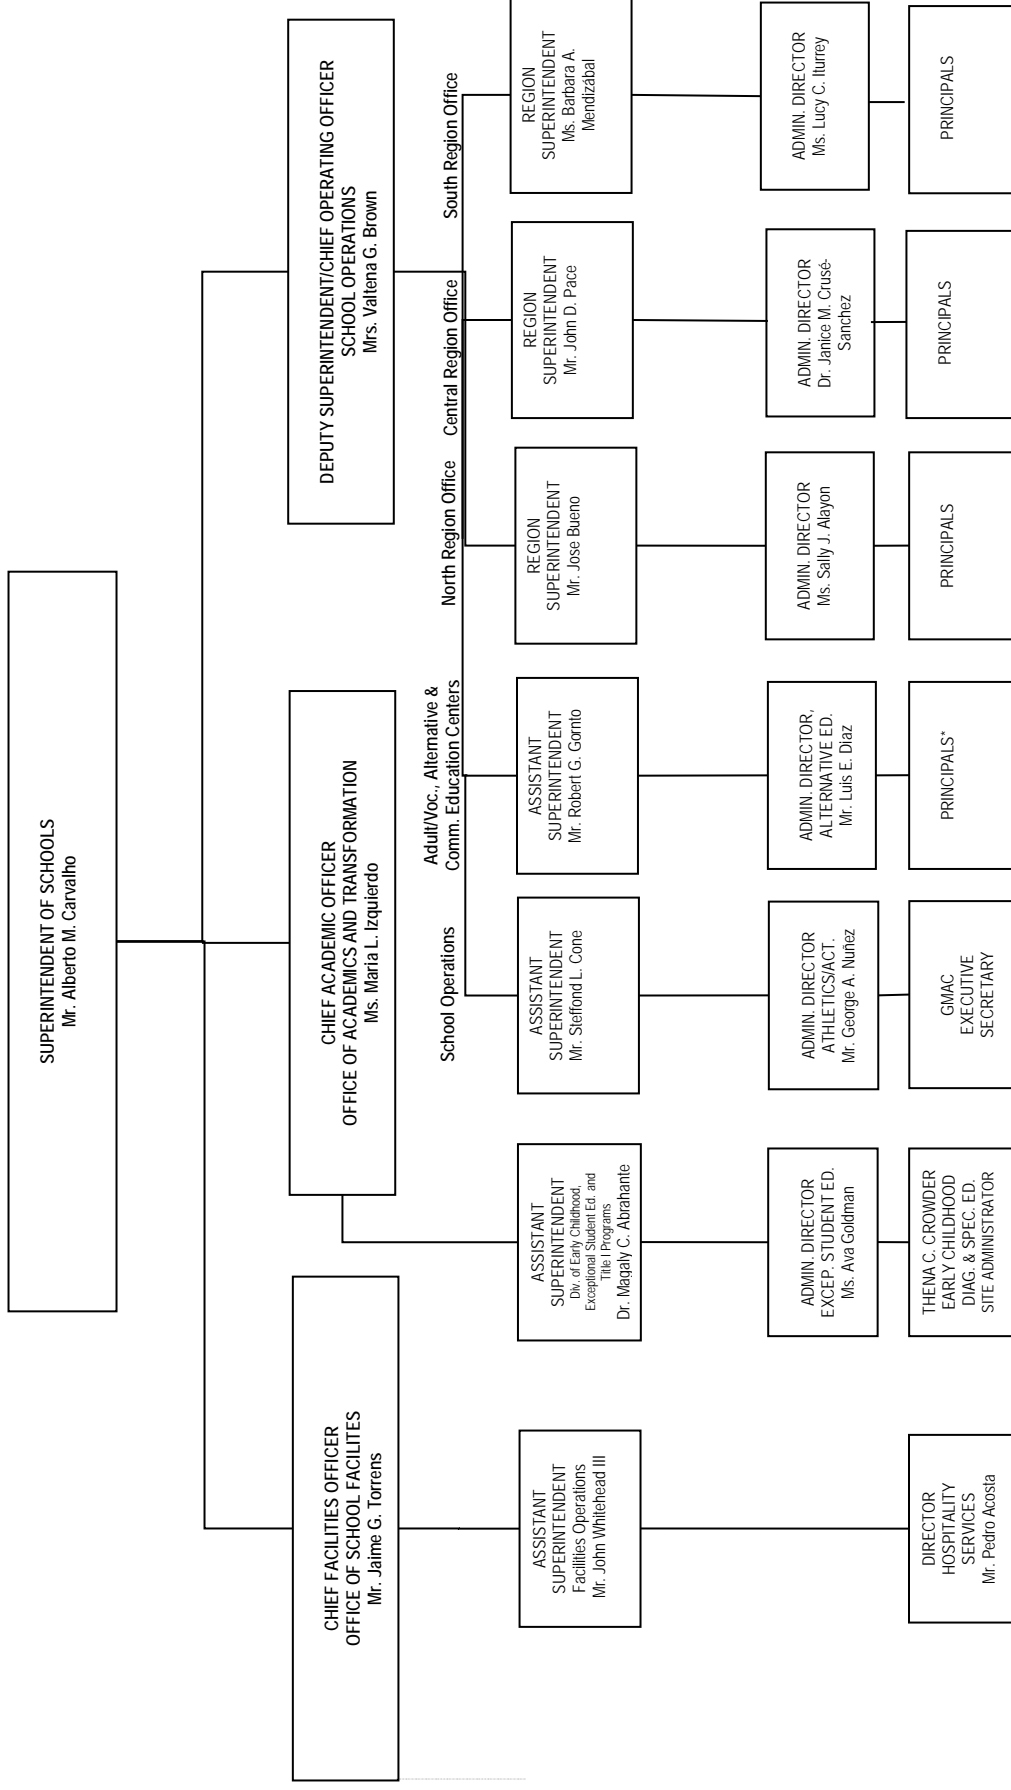 SUPERINTENDENT OF SCHOOLS
Mr. Alberto M. Carvalho
CHIEF FACILITIES OFFICER
OFFICE OF SCHOOL FACILITES
Mr. Jaime G. Torrens
CHIEF ACADEMIC OFFICER
OFFICE OF ACADEMICS AND TRANSFORMATION
Ms. Maria L. Izquierdo
DEPUTY SUPERINTENDENT/CHIEF OPERATING OFFICER
SCHOOL OPERATIONS
Mrs. Valtena G. Brown
School Operations
Adult/Voc., Alternative &
Comm. Education Centers
North Region Office
Central Region Office
South Region Office
ASSISTANT
SUPERINTENDENT
Facilities Operations
Mr. John Whitehead III
ASSISTANT
SUPERINTENDENT
Div. of Early Childhood,
Exceptional Student Ed. and
Title I Programs
Dr. Magaly C. Abrahante
ASSISTANT
SUPERINTENDENT
Mr. Steffond L. Cone
ASSISTANT
SUPERINTENDENT
Mr. Robert G. Gornto
REGION
SUPERINTENDENT
Mr. Jose Bueno
REGION
SUPERINTENDENT
Mr. John D. Pace
REGION
SUPERINTENDENT
Ms. Barbara A.
Mendizábal
ADMIN. DIRECTOR
EXCEP. STUDENT ED.
Ms. Ava Goldman
ADMIN. DIRECTOR
ATHLETICS/ACT.
Mr. George A. Nuñez
ADMIN. DIRECTOR,
ALTERNATIVE ED.
Mr. Luis E. Diaz
ADMIN. DIRECTOR
Ms. Sally J. Alayon
ADMIN. DIRECTOR
Dr. Janice M. Crusé-
Sanchez
ADMIN. DIRECTOR
Ms. Lucy C. Iturrey
DIRECTOR
HOSPITALITY
SERVICES
Mr. Pedro Acosta
THENA C. CROWDER
EARLY CHILDHOOD
DIAG. & SPEC. ED.
SITE ADMINISTRATOR
GMAC
EXECUTIVE
SECRETARY
PRINCIPALS*
PRINCIPALS
PRINCIPALS
PRINCIPALS